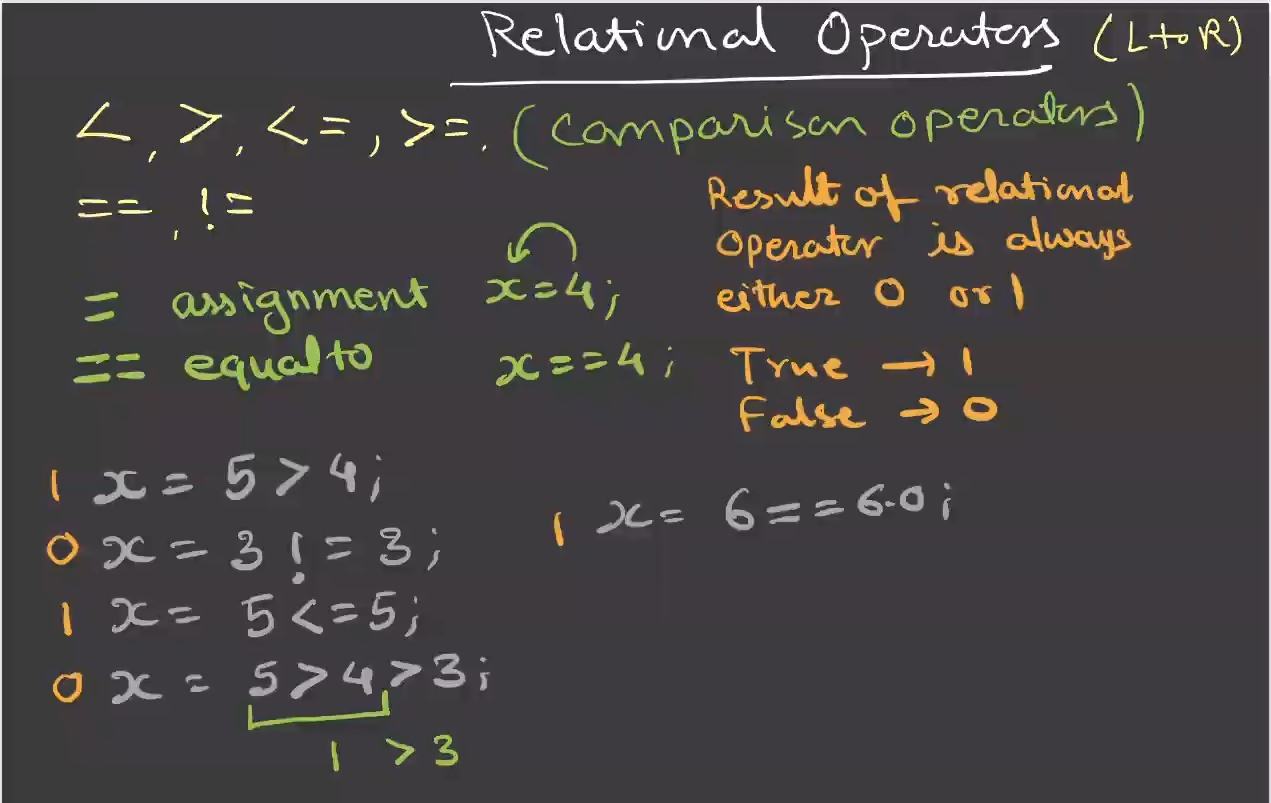 Relational Operators (L to R)
<, >, <=, >=, (comparison operators)
==, !=
Result of relational
operator is always
either 0 or 1
= assignment x=4;
== equal to x==4;
True → 1
False → 0
1 x = 5 > 4;
0 x = 3 != 3;
1 x = 5 <= 5;
0 x = 5 > 4 > 3;
1 > 3
1 x = 6 == 6.0;